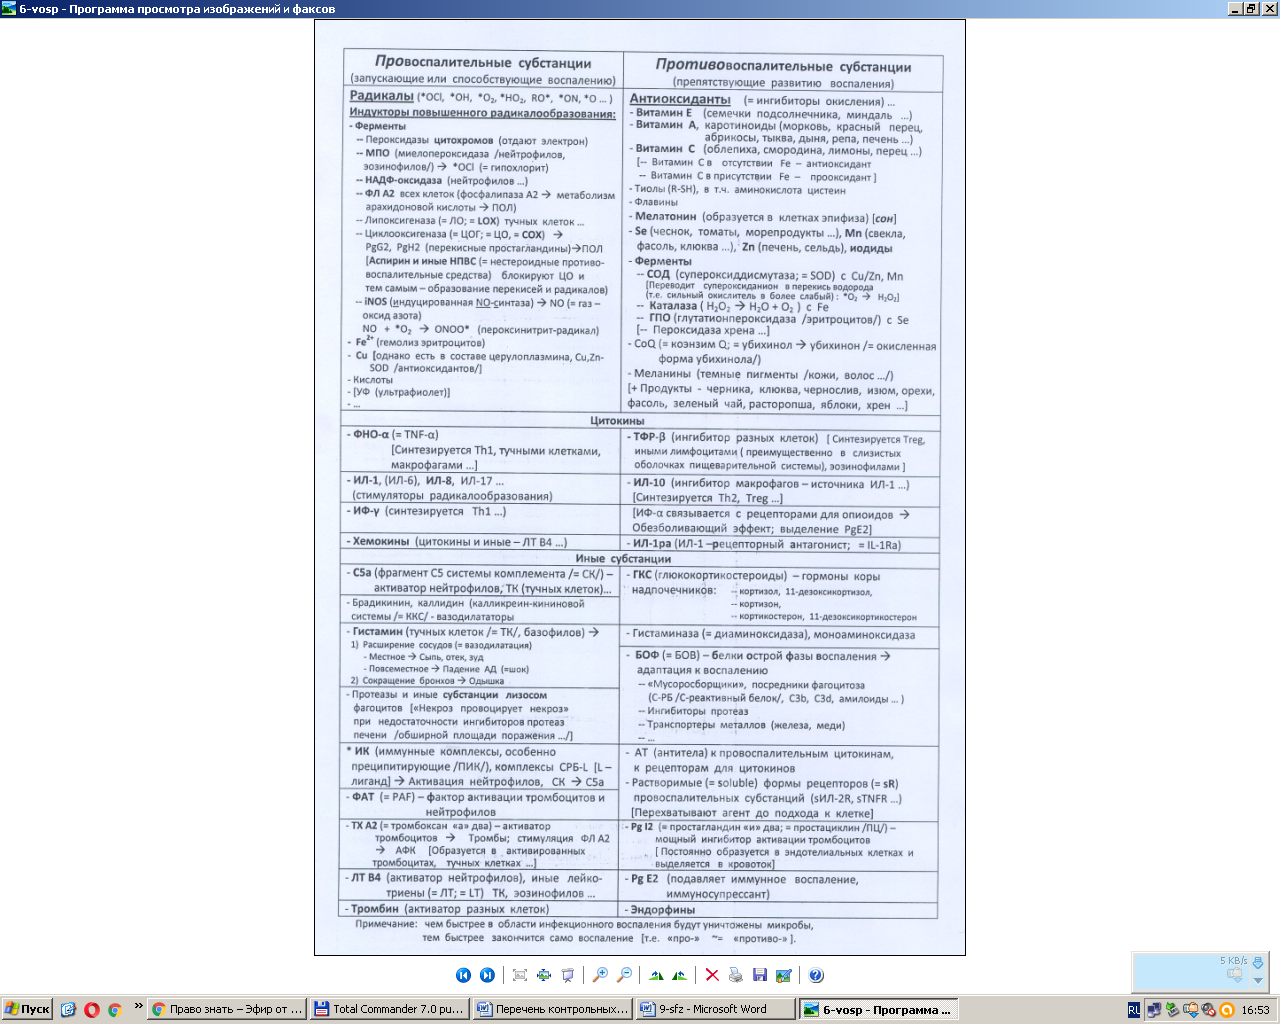 6-vosp - Программа просмотра изображений и факсов
Провоспалительные субстанции
(запускающие или способствующие воспалению)
Противовоспалительные субстанции
(препятствующие развитию воспаления)
Радикалы (*OCl, *OH, *O2, *HO2, RO*, *ON, *O ... )
Индукторы повышенного радикалообразования:
- Ферменты
-- Пероксидазы цитохромов (отдают электрон)
-- МПО (миелопероксидаза /нейтрофилов,
эозинофилов/) → *OCl (= гипохлорит)
-- НАДФ-оксидаза (нейтрофилов ...)
-- ФЛ А2 всех клеток (фосфалипаза А2 → метаболизм
арахидоновой кислоты → ПОЛ)
-- Липоксигеназа (= ЛО; = LOX) тучных клеток ...
-- Циклооксигеназа (= ЦОГ; = ЦО, = COX) →
PgG2, PgH2 (перекисные простагландины)→ПОЛ
[Аспирин и иные НПВС (= нестероидные противо-
воспалительные средства) блокируют ЦО и
тем самым – образование перекисей и радикалов)
-- iNOS (индуцированная NO-синтаза) → NO (= газ –
оксид азота)
NO + *O2 → ONOO* (пероксинитрит-радикал)
- Fe2+ (гемолиз эритроцитов)
- Cu [однако есть в составе церулоплазмина, Cu,Zn-
SOD /антиоксидантов/]
- Кислоты
- [УФ (ультрафиолет)]
- ...
Антиоксиданты (= ингибиторы окисления) ...
- Витамин Е (семечки подсолнечника, миндаль ...)
- Витамин А, каротиноиды (морковь, красный перец,
абрикосы, тыква, дыня, репа, печень ...)
- Витамин С (облепиха, смородина, лимоны, перец ...)
[-- Витамин С в отсутствии Fe – антиоксидант
-- Витамин С в присутствии Fe – прооксидант ]
- Тиолы (R-SH), в т.ч. аминокислота цистеин
- Флавины
- Мелатонин (образуется в клетках эпифиза) [сон]
- Se (чеснок, томаты, морепродукты ...), Mn (свекла,
фасоль, клюква ...), Zn (печень, сельдь), иодиды
- Ферменты
-- СОД (супероксиддисмутаза; = SOD) с Cu/Zn, Mn
[Переводит супероксиданион в перекись водорода
(т.е. сильный окислитель в более слабый) : *O2 → H2O2]
-- Каталаза ( H2O2 → H2O + O2 ) с Fe
-- ГПО (глутатионпероксидаза /эритроцитов/) с Se
[-- Пероксидаза хрена ...]
- CoQ (= коэнзим Q; = убихинол → убихинон /= окисленная
форма убихинола/)
- Меланины (темные пигменты /кожи, волос .../)
[+ Продукты - черника, клюква, чернослив, изюм, орехи,
фасоль, зеленый чай, расторопша, яблоки, хрен ...]
Цитокины
- ФНО-α (= TNF-α)
[Синтезируется Th1, тучными клетками,
макрофагами ...]
- ТФР-β (ингибитор разных клеток) [ Синтезируется Treg,
иными лимфоцитами ( преимущественно в слизистых
оболочках пищеварительной системы), эозинофилами ]
- ИЛ-1, (ИЛ-6), ИЛ-8, ИЛ-17 ...
(стимуляторы радикалообразования)
- ИЛ-10 (ингибитор макрофагов – источника ИЛ-1 ...)
[Синтезируется Th2, Treg ...]
- ИФ-γ (синтезируется Th1 ...)
[ИФ-α связывается с рецепторами для опиоидов →
Обезболивающий эффект; выделение PgE2]
- Хемокины (цитокины и иные – ЛТ В4 ...)
- ИЛ-1ра (ИЛ-1 –рецепторный антагонист; = IL-1Ra)
Иные субстанции
- С5а (фрагмент С5 системы комплемента /= СК/) –
активатор нейтрофилов, ТК (тучных клеток)...
- Брадикинин, каллидин (калликреин-кининовой
системы /= ККС/ - вазодилататоры
- ГКС (глюкокортикостероиды) – гормоны коры
надпочечников: -- кортизол, 11-дезоксикортизол,
-- кортизон,
-- кортикостерон, 11-дезоксикортикостерон
- Гистамин (тучных клеток /= ТК/, базофилов) →
1) Расширение сосудов (= вазодилатация)
- Местное → Сыпь, отек, зуд
- Повсеместное → Падение АД (=шок)
2) Сокращение бронхов → Одышка
- Гистаминаза (= диаминоксидаза), моноаминоксидаза
- Протеазы и иные субстанции лизосом
фагоцитов [«Некроз провоцирует некроз»
при недостаточности ингибиторов протеаз
печени /обширной площади поражения .../]
- БОФ (= БОВ) – белки острой фазы воспаления →
адаптация к воспалению
-- «Мусоросборщики», посредники фагоцитоза
(С-РБ /С-реактивный белок/, C3b, C3d, амилоиды ... )
-- Ингибиторы протеаз
-- Транспортеры металлов (железа, меди)
-- ...
* ИК (иммунные комплексы, особенно
преципитирующие /ПИК/), комплексы СРБ-L [L –
лиганд] → Активация нейтрофилов, СК → С5а
- ФАТ (= PAF) – фактор активации тромбоцитов и
нейтрофилов
- АТ (антитела) к провоспалительным цитокинам,
к рецепторам для цитокинов
- Растворимые (= soluble) формы рецепторов (= sR)
провоспалительных субстанций (sИЛ-2R, sTNFR ...)
[Перехватывают агент до подхода к клетке]
- ТХ А2 (= тромбоксан «а» два) – активатор
тромбоцитов → Тромбы; стимуляция ФЛ А2
→ АФК [Образуется в активированных
тромбоцитах, тучных клетках ...]
- Pg I2 (= простагландин «и» два; = простациклин /ПЦ/) –
мощный ингибитор активации тромбоцитов
[ Постоянно образуется в эндотелиальных клетках и
выделяется в кровоток]
- ЛТ В4 (активатор нейтрофилов), иные лейко-
триены (= ЛТ; = LT) ТК, эозинофилов ...
- Pg E2 (подавляет иммунное воспаление,
иммуносупрессант)
- Тромбин (активатор разных клеток)
- Эндорфины
Примечание: чем быстрее в области инфекционного воспаления будут уничтожены микробы,
тем быстрее закончится само воспаление [т.е. «про-» ~= «противо-» ].
5 KB/s
Пуск
Право знать – Эфир от ...
Total Commander 7.0 pu...
Перечень контрольных...
9-sfz - Microsoft Word
6-vosp - Программа ...
RL
16:53